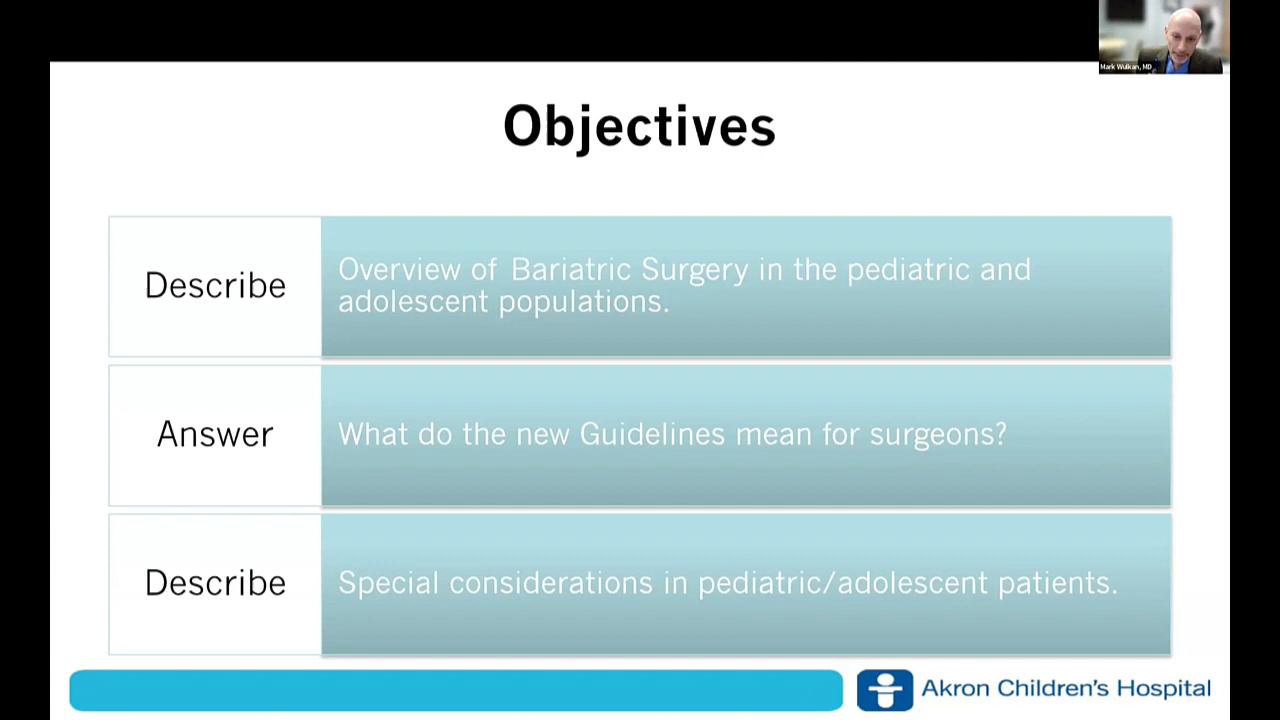 Mark Wulkan, MD
Objectives
Describe
Overview of Bariatric Surgery in the pediatric and
adolescent populations.
Answer
What do the new Guidelines mean for surgeons?
Describe
Special considerations in pediatric/adolescent patients.
Akron Children's Hospital